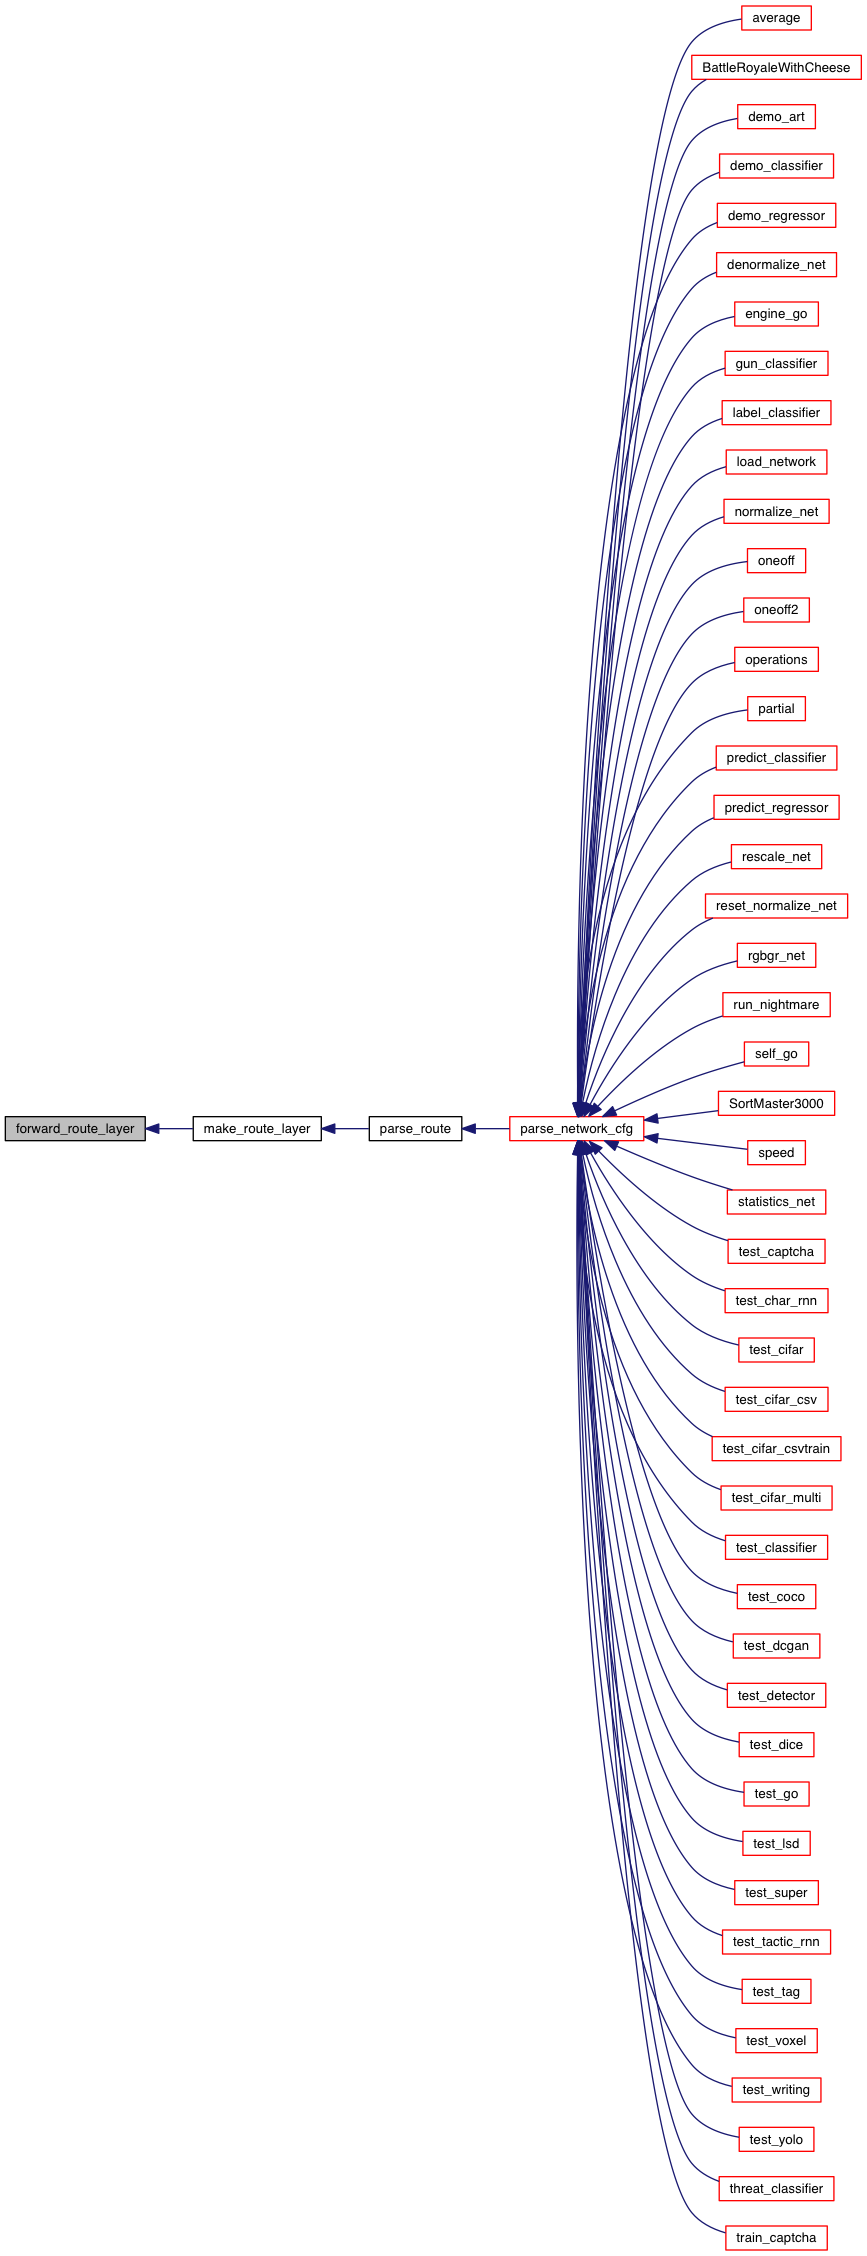 average
BattleRoyaleWithCheese
demo_art
demo_classifier
demo_regressor
denormalize_net
engine_go
gun_classifier
label_classifier
load_network
normalize_net
oneoff
oneoff2
operations
partial
predict_classifier
predict_regressor
rescale_net
reset_normalize_net
rgbgr_net
run_nightmare
self_go
SortMaster3000
forward_route_layer make_route_layer parse_route parse_network_cfg
speed
statistics_net
test_captcha
test_char_rnn
test_cifar
test_cifar_csv
test_cifar_csvtrain
test_cifar_multi
test_classifier
test_coco
test_dcgan
test_detector
test_dice
test_go
test_lsd
test_super
test_tactic_rnn
test_tag
test_voxel
test_writing
test_yolo
threat_classifier
train_captcha